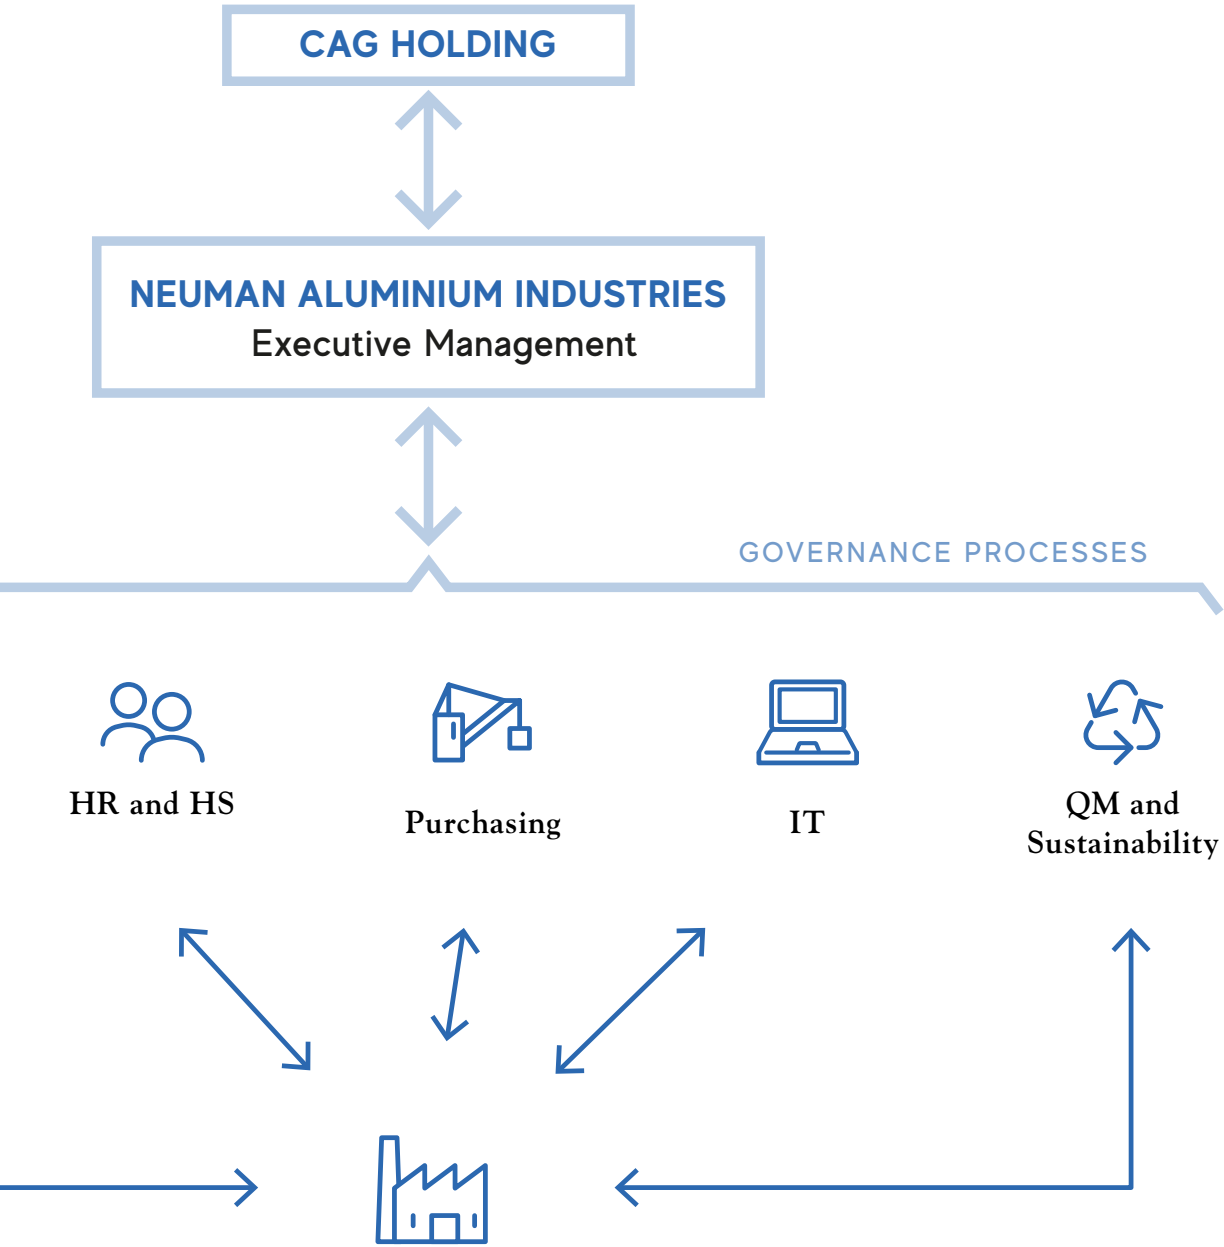 CAG HOLDING
NEUMAN ALUMINIUM INDUSTRIES
Executive Management
GOVERNANCE PROCESSES
HR and HS
Purchasing
IT
QM and
Sustainability